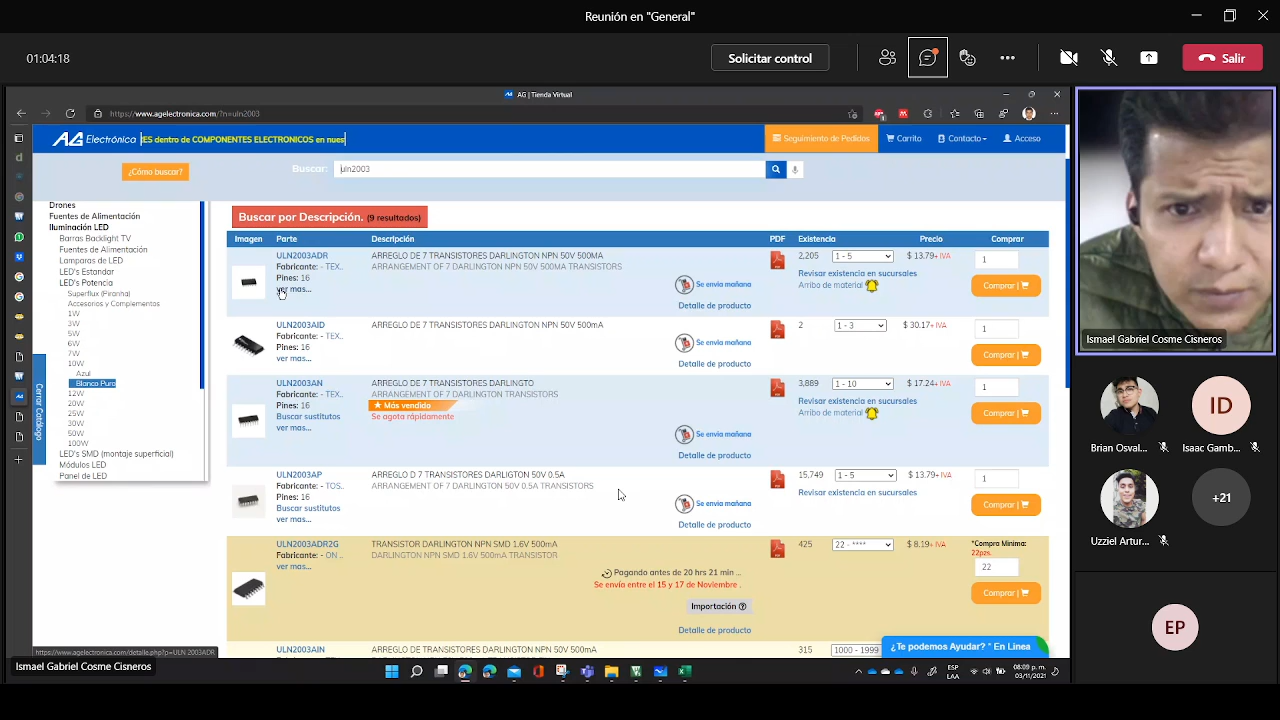 Reunión en "General"
01:04:18
Solicitar control
Salir
AG | Tienda Virtual
https://www.agelectronica.com/?n=uln2003
AG Electrónica
ES dentro de COMPONENTES ELECTRONICOS en nues
Seguimiento de Pedidos
Carrito
Contacto
Acceso
¿Cómo buscar?
Buscar:
uln2003
Drones
Fuentes de Alimentación
Iluminación LED
Barras Backlight TV
Fuentes de Alimentación
Lamparas de LED
LED's Estandar
LED's Potencia
Superflux (Piranha)
Accesorios y Complementos
1W
3W
5W
6W
7W
10W
Azul
Blanco Puro
12W
20W
25W
30W
50W
100W
LED's SMD (montaje superficial)
Módulos LED
Panel de LED
Cerrar Catálogo
Buscar por Descripción. (9 resultados)
Imagen Parte Descripción PDF Existencia Precio Comprar
ULN2003ADR ARREGLO DE 7 TRANSISTORES DARLINGTON NPN 50V 500MA 2,205 1 - 5 $ 13.79+ IVA 1
Fabricante: - TEX.. ARRANGEMENT OF 7 DARLINGTON NPN 50V 500MA TRANSISTORS
Pines: 16 Revisar existencia en sucursales
ver mas... Se envia mañana Arribo de material Comprar |
Detalle de producto
ULN2003AID ARREGLO DE 7 TRANSISTORES DARLINGTON NPN 50V 500mA 2 1 - 3 $ 30.17+ IVA 1
Fabricante: - TEX..
Pines: 16 Se envia mañana
ver mas... Comprar |
Detalle de producto
ULN2003AN ARREGLO DE 7 TRANSISTORES DARLINGTO 3,889 1 - 10 $ 17.24+ IVA 1
Fabricante: - TEX.. ARRANGEMENT OF 7 DARLINGTON TRANSISTORS
Pines: 16 Más vendido Revisar existencia en sucursales
Buscar sustitutos Se agota rápidamente Arribo de material Comprar |
ver mas... Se envia mañana
Detalle de producto
ULN2003AP ARREGLO D 7 TRANSISTORES DARLIGTON 50V 0.5A 15,749 1 - 5 $ 13.79+ IVA 1
Fabricante: - TOS.. ARRANGEMENT OF 7 DARLINGTON 50V 0.5A TRANSISTORS
Pines: 16 Revisar existencia en sucursales
Buscar sustitutos Se envia mañana Comprar |
ver mas...
Detalle de producto
ULN2003ADR2G TRANSISTOR DARLINGTON NPN SMD 1.6V 500mA 425 22 - **** $ 8.19+ IVA *Compra Minima:
22pzs.
Fabricante: - ON .. DARLINGTON NPN SMD 1.6V 500mA TRANSISTOR
ver mas... 22
Pagando antes de 20 hrs 21 min ...
Se envía entre el 15 y 17 de Noviembre .
Comprar |
Importación
Detalle de producto
ULN2003AIN ARREGLO DE 7 TRANSISTORES DARLINGTON NPN 50V 500mA 315 1000 - 1999
¿Te podemos Ayudar? " En Linea
https://www.agelectronica.com/detalle.php?p=ULN 2003ADR
Ismael Gabriel Cosme Cisneros
ESP
LAA
08:09 p. m.
03/11/2021
Ismael Gabriel Cosme Cisneros
Brian Osval...
ID
Isaac Gamb...
Uzziel Artur...
+21
EP